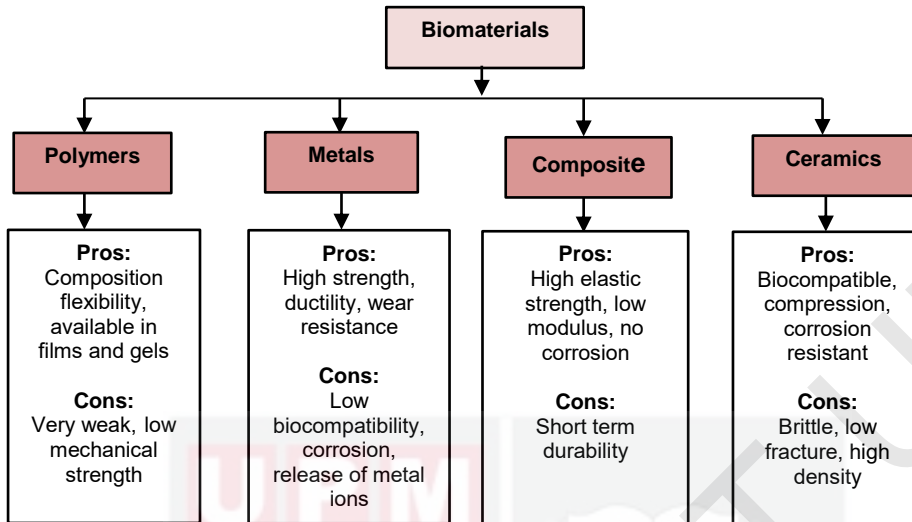 Biomaterials
Polymers
Metals
Composite
Ceramics
Pros:
Composition
flexibility,
available in
films and gels
Cons:
Very weak, low
mechanical
strength
Pros:
High strength,
ductility, wear
resistance
Cons:
Low
biocompatibility,
corrosion,
release of metal
ions
Pros:
High elastic
strength, low
modulus, no
corrosion
Cons:
Short term
durability
Pros:
Biocompatible,
compression,
corrosion
resistant
Cons:
Brittle, low
fracture, high
density
UPM
T U